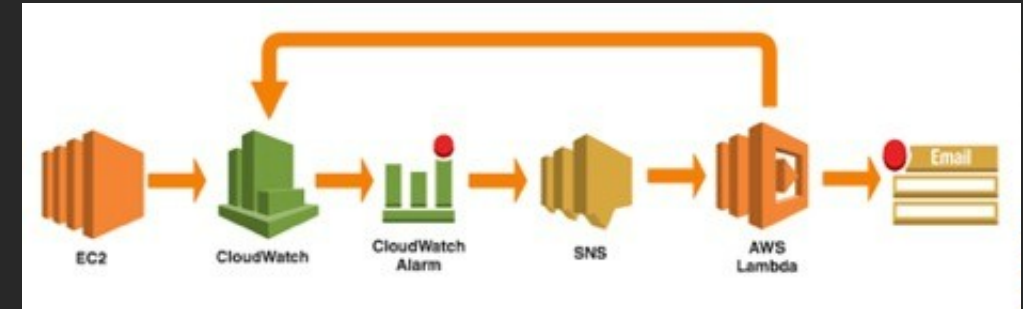 Email
EC2
CloudWatch
CloudWatch
Alarm
SNS
AWS
Lambda